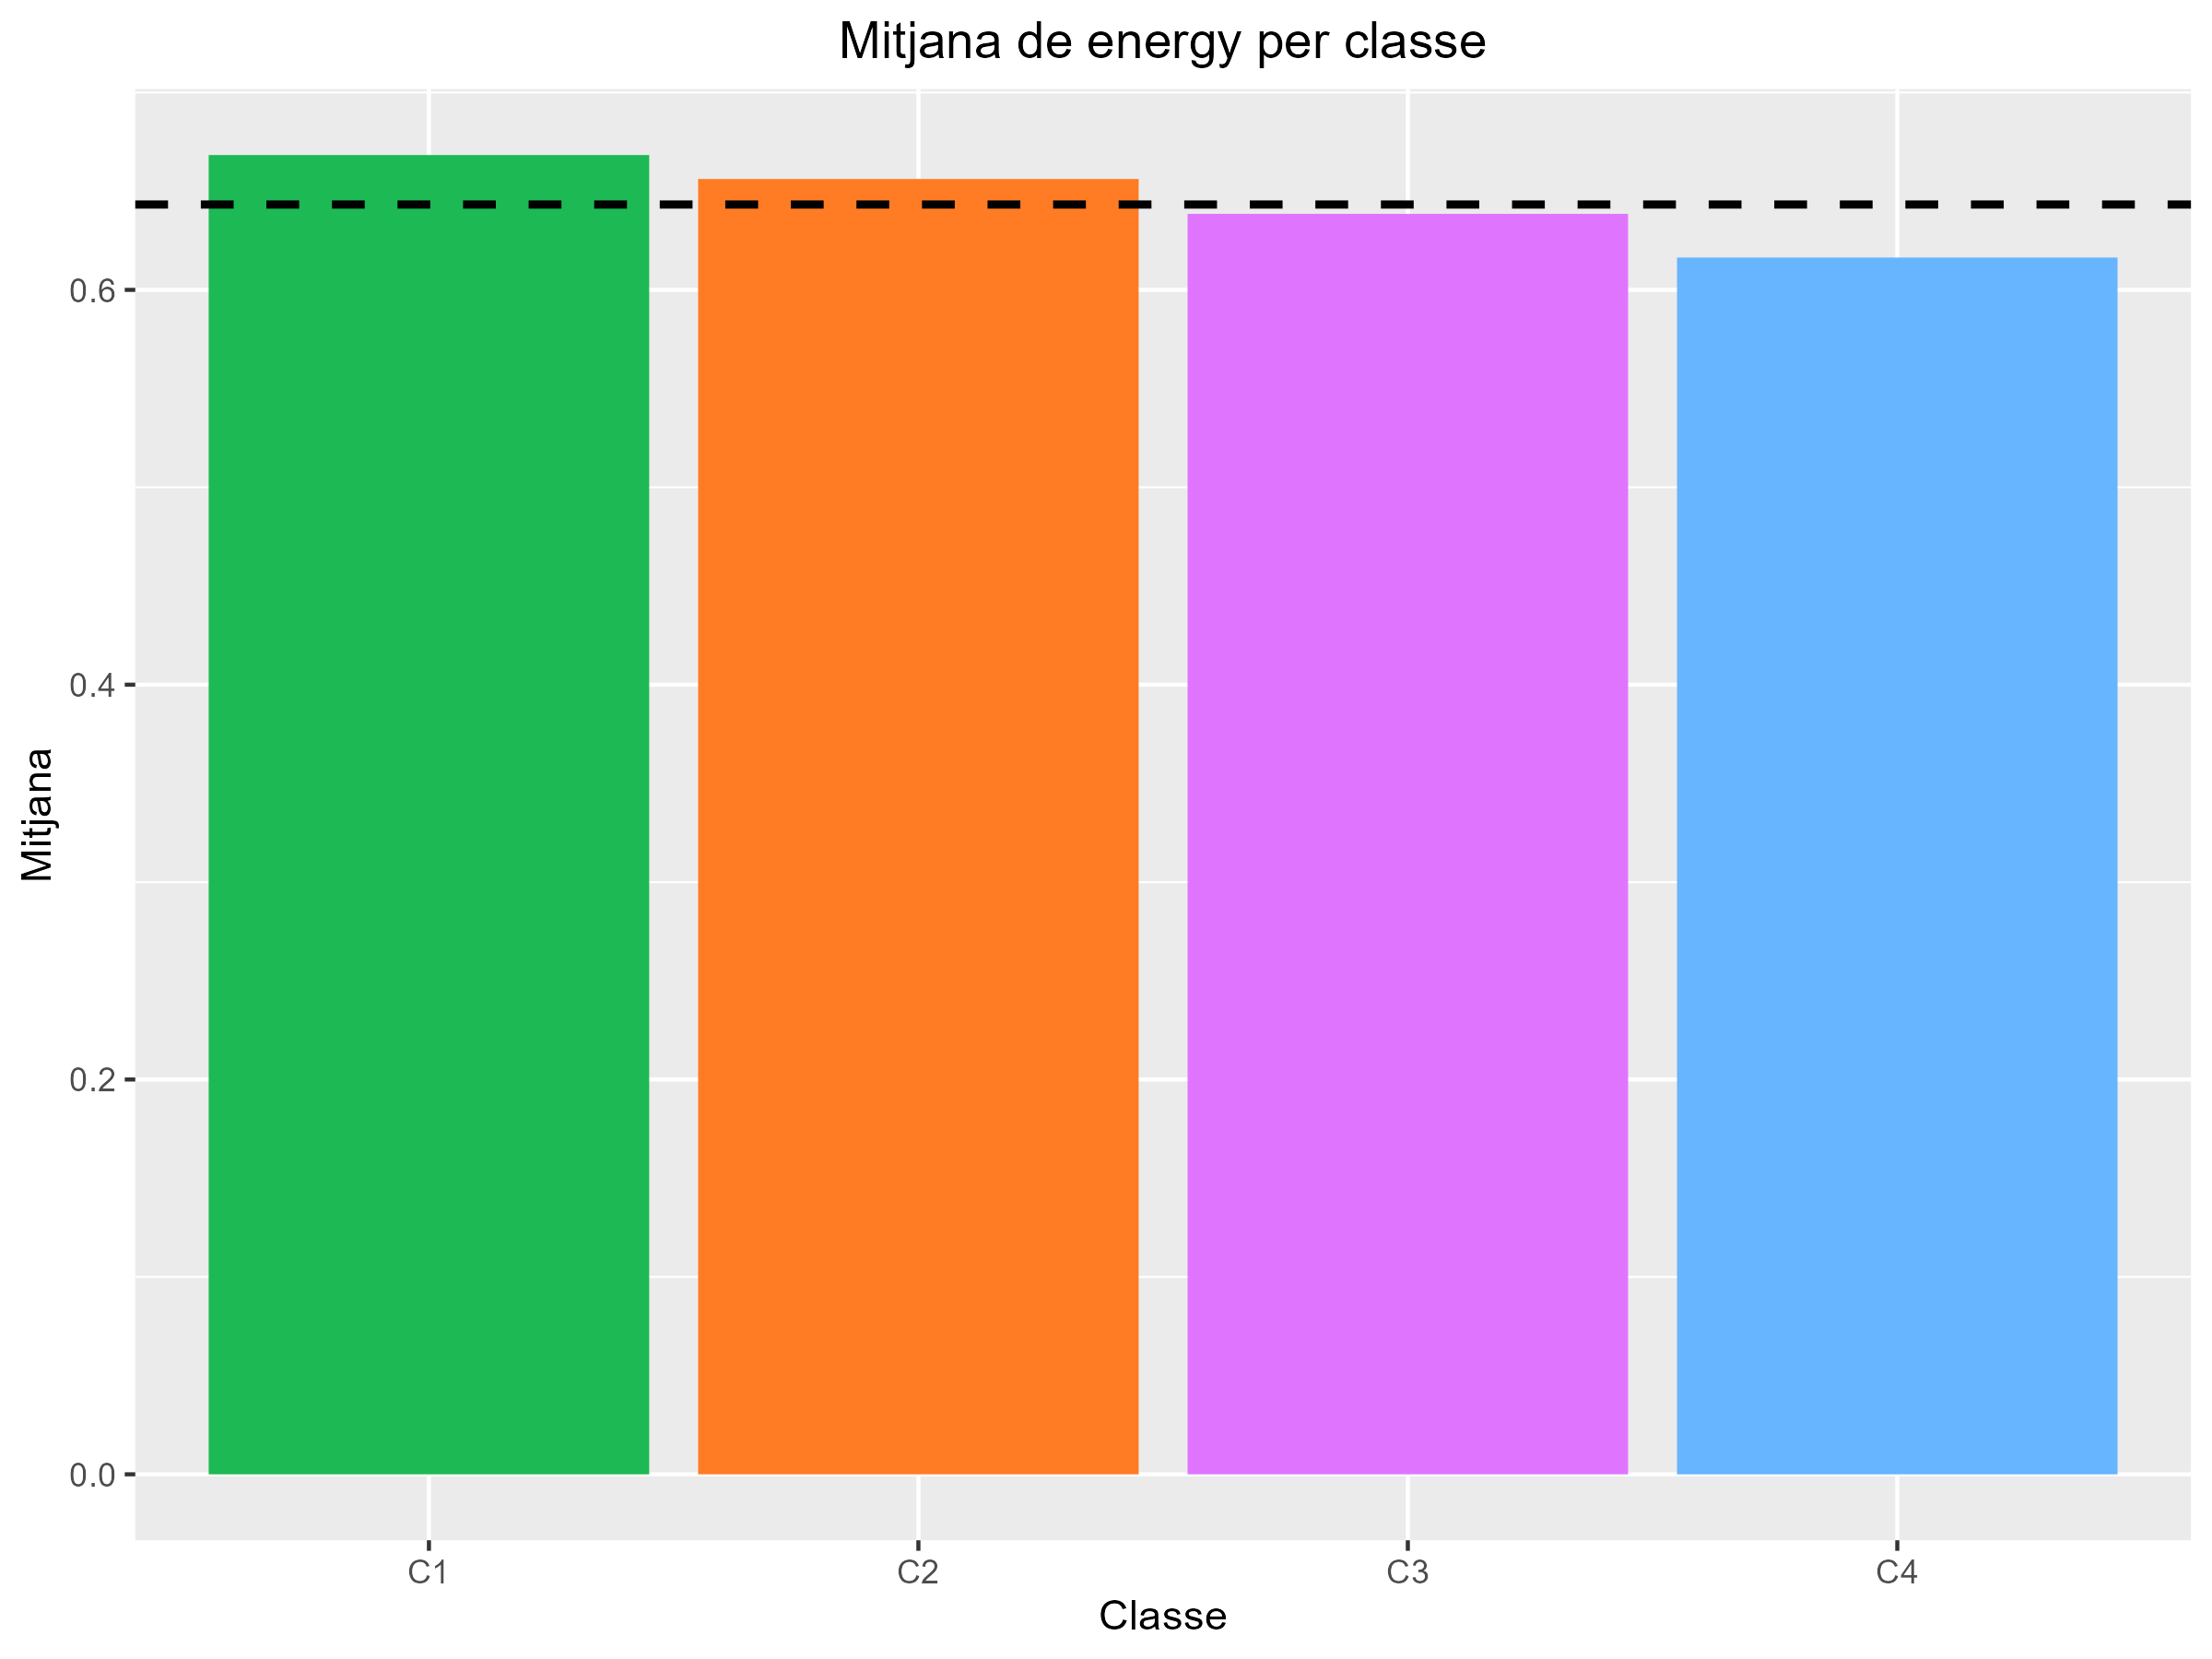 Mitjana de energy per classe
Mitjana
0.6
0.4
0.2
0.0
C1 C2 C3 C4
Classe